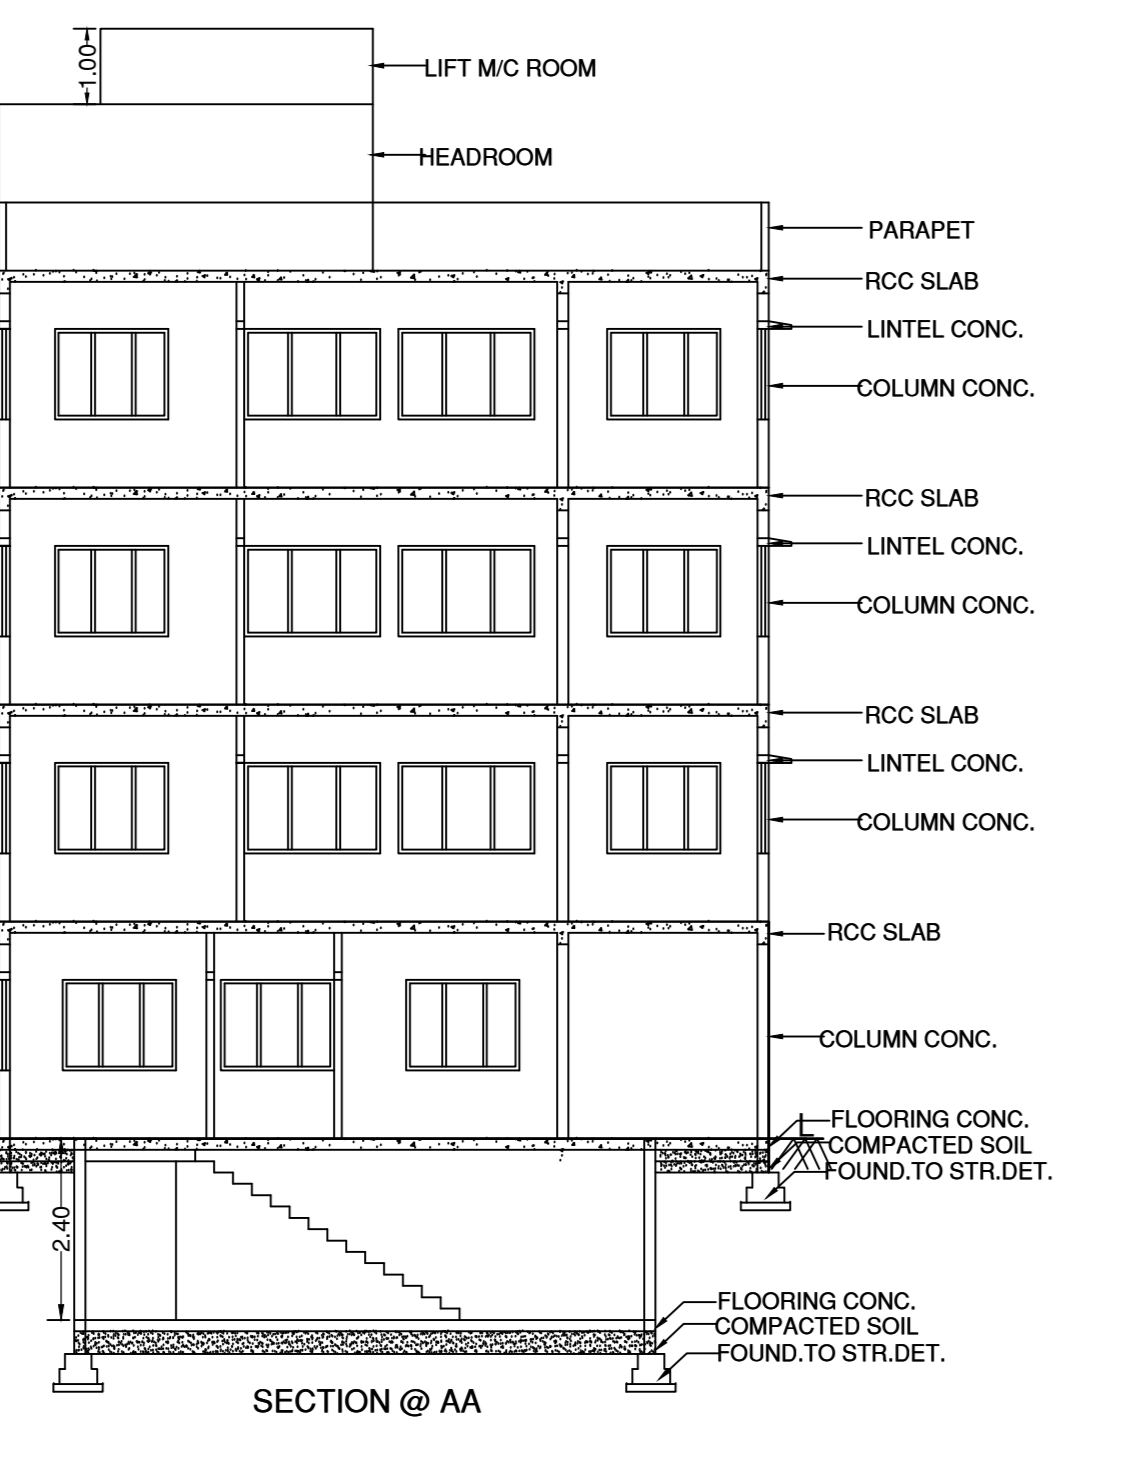 1.00
LIFT M/C ROOM
HEADROOM
PARAPET
RCC SLAB
LINTEL CONC.
COLUMN CONC.
RCC SLAB
LINTEL CONC.
COLUMN CONC.
RCC SLAB
LINTEL CONC.
COLUMN CONC.
RCC SLAB
COLUMN CONC.
L
FLOORING CONC.
COMPACTED SOIL
FOUND.TO STR.DET.
2.40
FLOORING CONC.
COMPACTED SOIL
FOUND.TO STR.DET.
SECTION @ AA